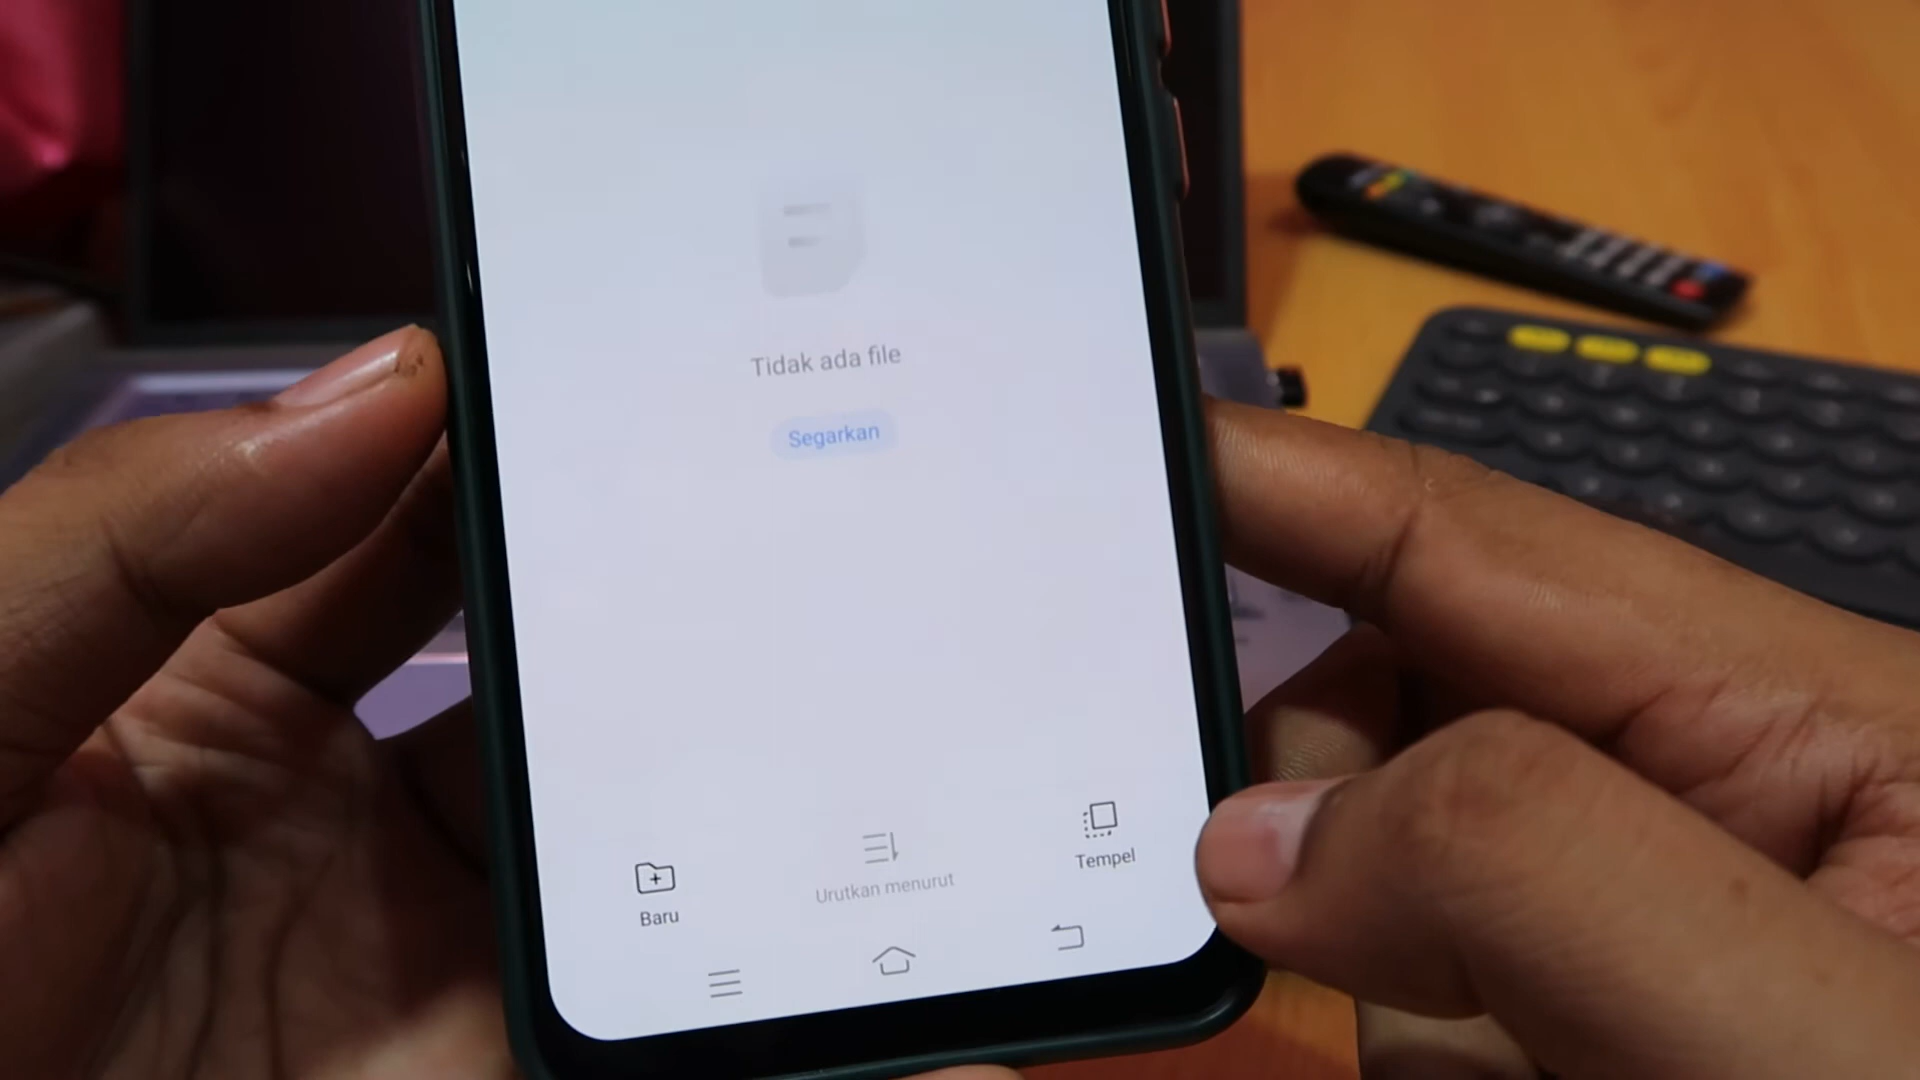 Tidak ada file
Segarkan
Baru
Urutkan menurut
Tempel